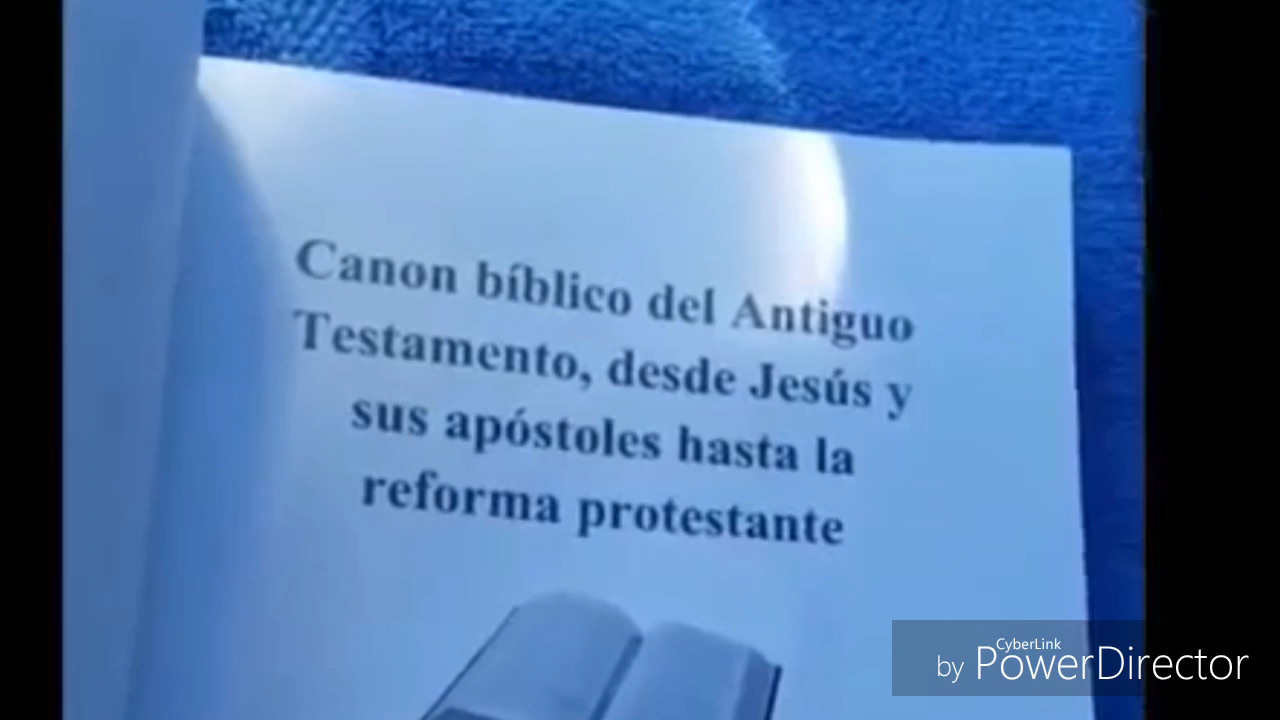 Canon bíblico del Antiguo
Testamento, desde Jesús y
sus apóstoles hasta la
reforma protestante
CyberLink
by PowerDirector